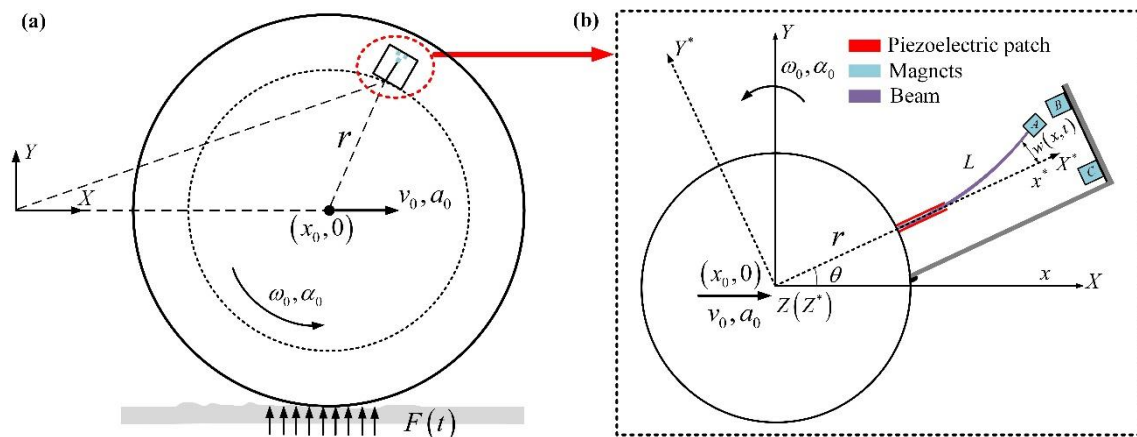 (a)
r
Y
X
v₀, a₀
(x₀, 0)
ω₀, α₀
F(t)
(b)
Y*
Y
ω₀, α₀
Piezoelectric patch
Magncts
Beam
A
B
w(x,t)
L
X*
x*
C
r
(x₀, 0)
θ
x
X
v₀, a₀
Z(Z*)